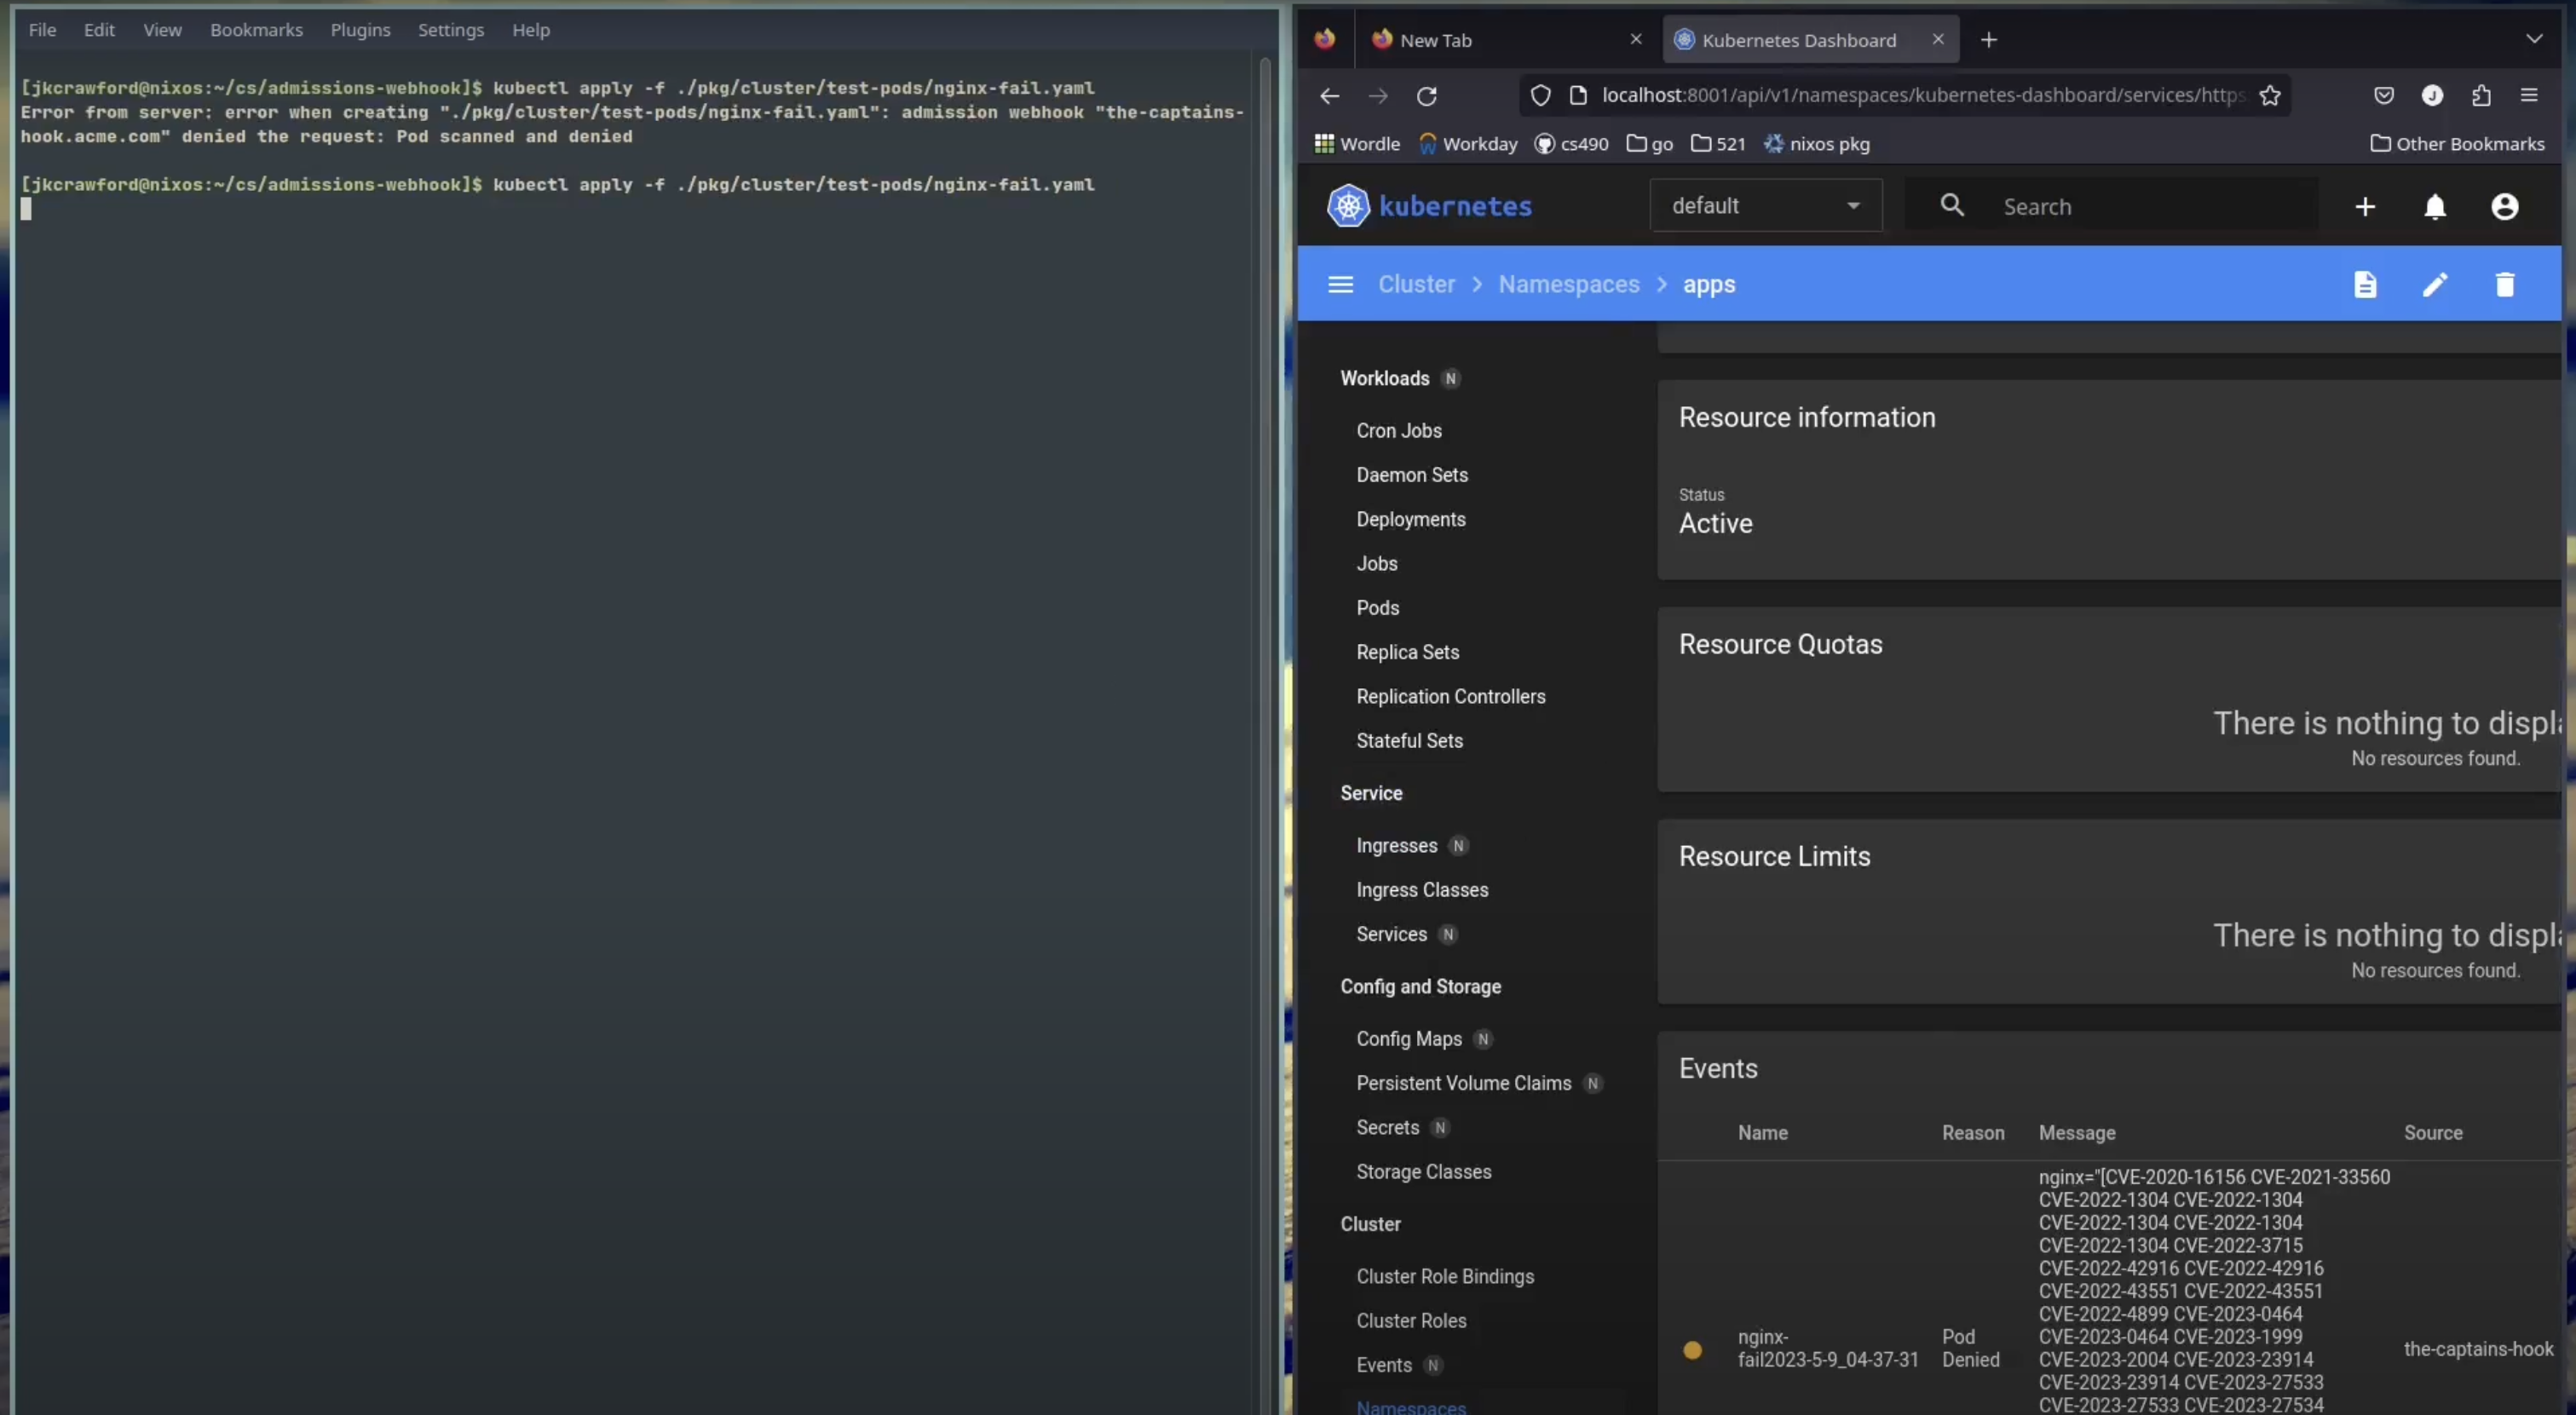 File Edit View Bookmarks Plugins Settings Help
[jkcrawford@nixos:~/cs/admissions-webhook]$ kubectl apply -f ./pkg/cluster/test-pods/nginx-fail.yaml
Error from server: error when creating "./pkg/cluster/test-pods/nginx-fail.yaml": admission webhook "the-captains-
hook.acme.com" denied the request: Pod scanned and denied
[jkcrawford@nixos:~/cs/admissions-webhook]$ kubectl apply -f ./pkg/cluster/test-pods/nginx-fail.yaml
New Tab Kubernetes Dashboard
localhost:8001/api/v1/namespaces/kubernetes-dashboard/services/https
J
Wordle Workday cs490 go 521 nixos pkg Other Bookmarks
kubernetes default Search
Cluster Namespaces apps
Workloads N
Cron Jobs
Daemon Sets
Deployments
Jobs
Pods
Replica Sets
Replication Controllers
Stateful Sets
Service
Ingresses N
Ingress Classes
Services N
Config and Storage
Config Maps N
Persistent Volume Claims N
Secrets N
Storage Classes
Cluster
Cluster Role Bindings
Cluster Roles
Events N
Namespaces
Resource information
Status
Active
Resource Quotas
There is nothing to displa
No resources found.
Resource Limits
There is nothing to displa
No resources found.
Events
Name Reason Message Source
nginx-
fail2023-5-9_04-37-31
Pod
Denied
nginx="[CVE-2020-16156 CVE-2021-33560
CVE-2022-1304 CVE-2022-1304
CVE-2022-1304 CVE-2022-1304
CVE-2022-1304 CVE-2022-3715
CVE-2022-42916 CVE-2022-42916
CVE-2022-43551 CVE-2022-43551
CVE-2022-4899 CVE-2023-0464
CVE-2023-0464 CVE-2023-1999
CVE-2023-2004 CVE-2023-23914
CVE-2023-23914 CVE-2023-27533
CVE-2023-27533 CVE-2023-27534
the-captains-hook